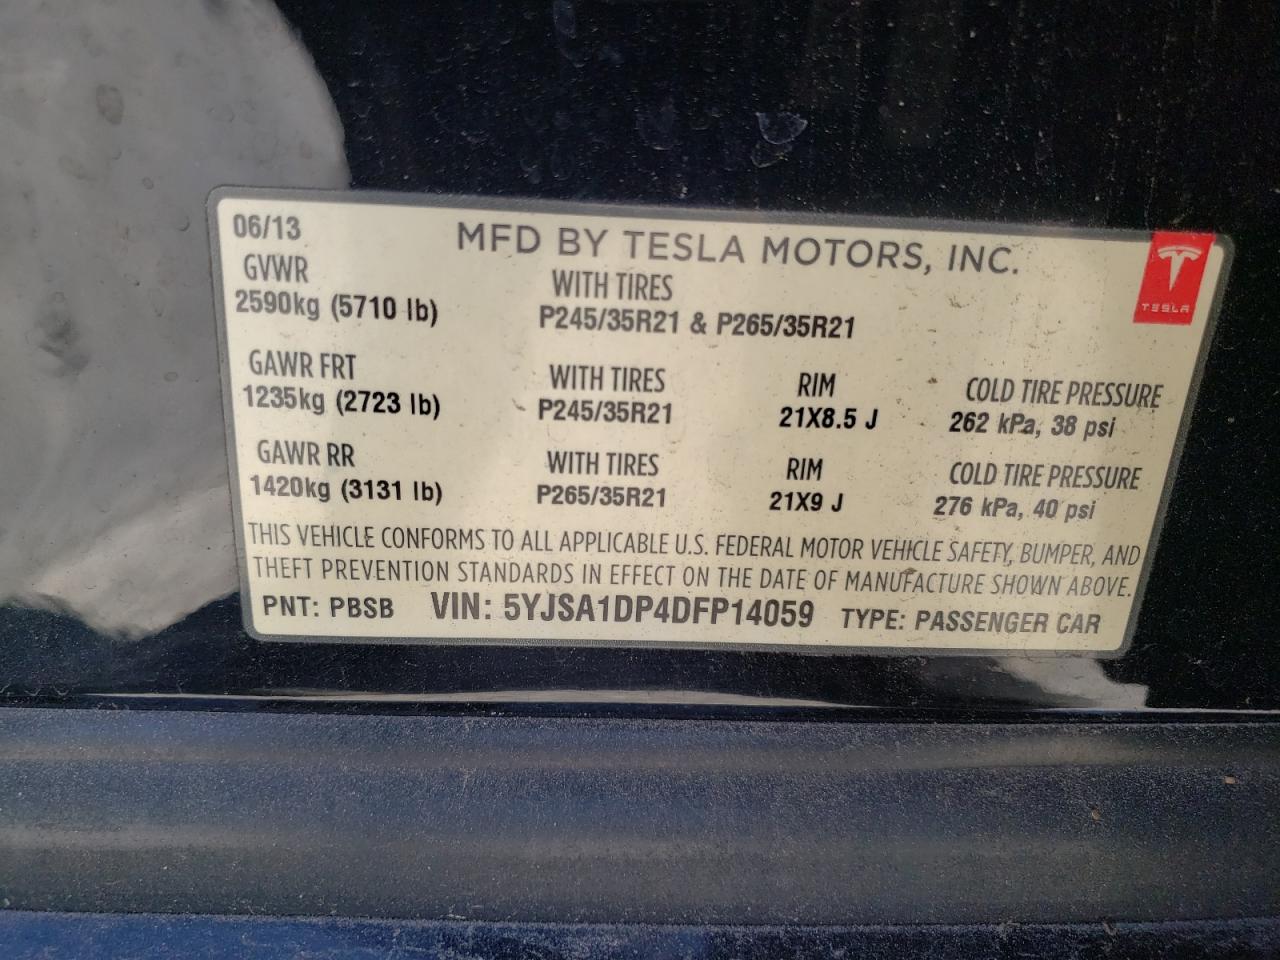 06/13 MFD BY TESLA MOTORS, INC.
TESLA
GVWR WITH TIRES
2590kg (5710 lb) P245/35R21 & P265/35R21
GAWR FRT WITH TIRES RIM COLD TIRE PRESSURE
1235kg (2723 lb) P245/35R21 21X8.5 J 262 kPa, 38 psi
GAWR RR WITH TIRES RIM COLD TIRE PRESSURE
1420kg (3131 lb) P265/35R21 21X9 J 276 kPa, 40 psi
THIS VEHICLE CONFORMS TO ALL APPLICABLE U.S. FEDERAL MOTOR VEHICLE SAFETY, BUMPER, AND
THEFT PREVENTION STANDARDS IN EFFECT ON THE DATE OF MANUFACTURE SHOWN ABOVE.
PNT: PBSB VIN: 5YJSA1DP4DFP14059 TYPE: PASSENGER CAR